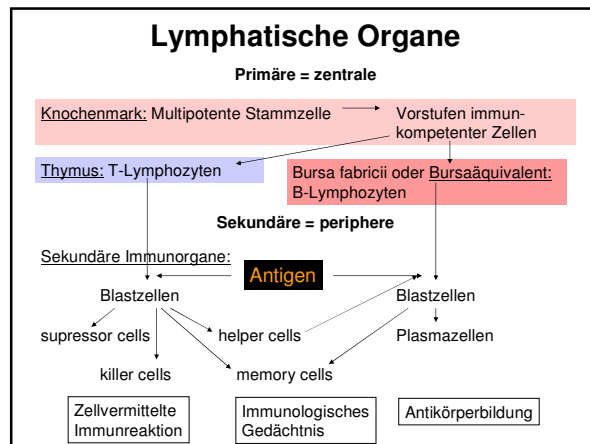 Lymphatische Organe
Primäre = zentrale
Knochenmark: Multipotente Stammzelle
Vorstufen immun-
kompetenter Zellen
Thymus: T-Lymphozyten
Bursa fabricii oder Bursaäquivalent:
B-Lymphozyten
Sekundäre = periphere
Sekundäre Immunorgane:
Antigen
Blastzellen
Blastzellen
supressor cells
helper cells
Plasmazellen
killer cells
memory cells
Zellvermittelte
Immunreaktion
Immunologisches
Gedächtnis
Antikörperbildung